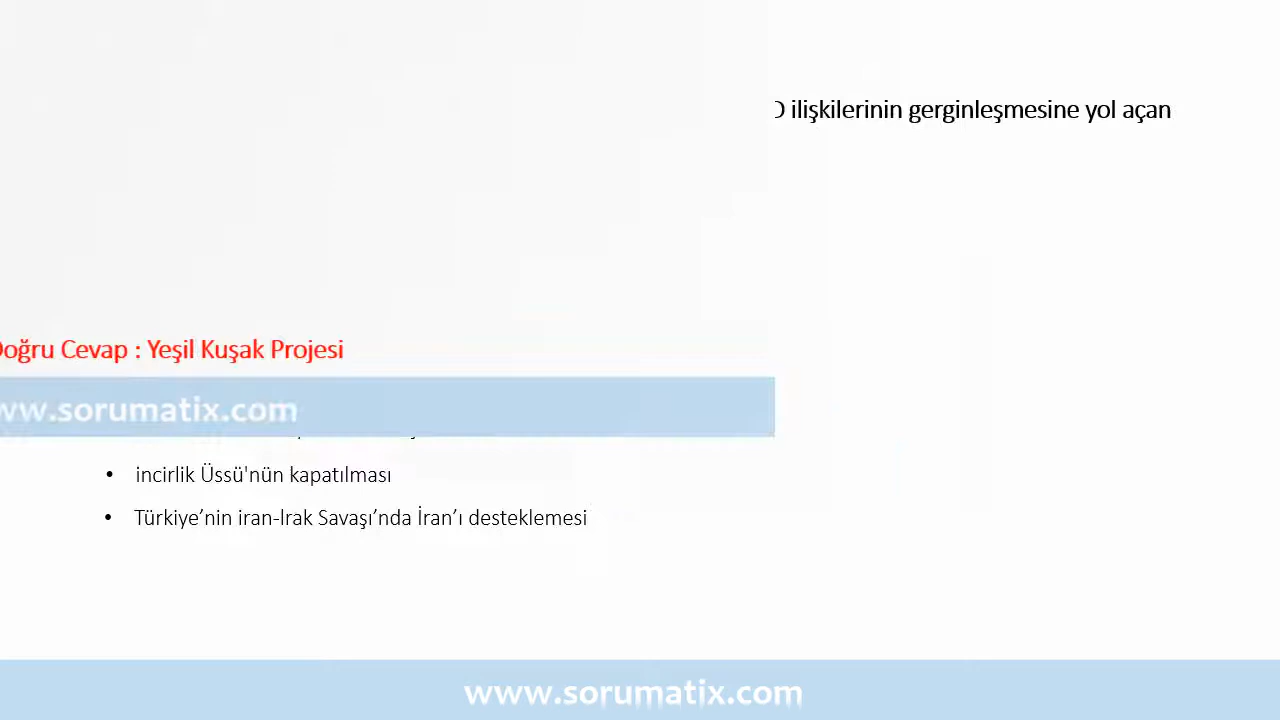 ilişkilerinin gerginleşmesine yol açan
Doğru Cevap : Yeşil Kuşak Projesi
ww.sorumatix.com
• incirlik Üssü'nün kapatılması
• Türkiye’nin iran-lrak Savaşı’nda İran’ı desteklemesi
www.sorumatix.com